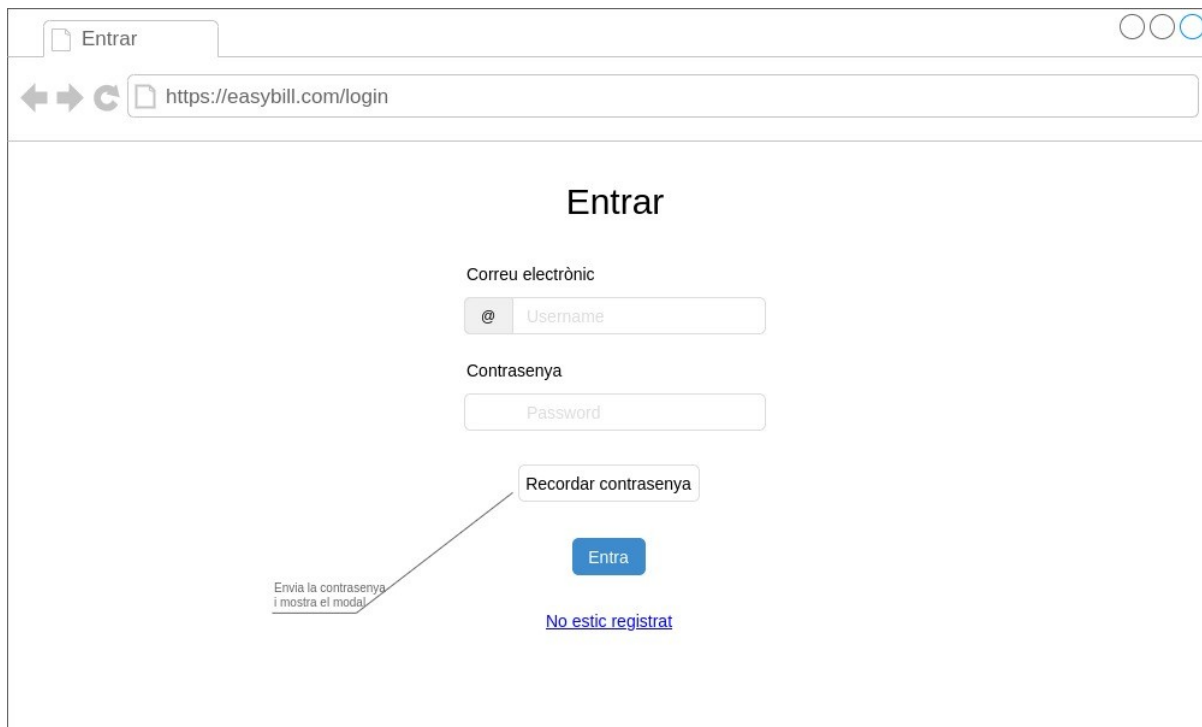 Entrar
https://easybill.com/login
Entrar
Correu electrònic
@ Username
Contrasenya
Password
Recordar contrasenya
Entra
Envia la contrasenya
i mostra el modal
No estic registrat